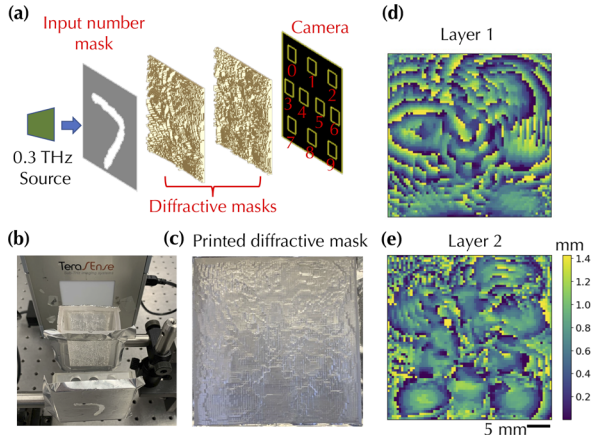 (a)
Input number
mask
Camera
0
1
2
3
4
5
6
7
8
9
0.3 THz
Source
Diffractive masks
(b)
TeraSense
(c) Printed diffractive mask
(d)
Layer 1
(e)
Layer 2
mm
1.4
1.2
1.0
0.8
0.6
0.4
0.2
5 mm